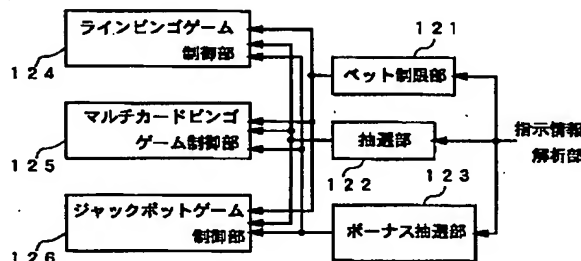 ラインビンゴゲーム
制御部
124
マルチカードビンゴ
ゲーム制御部
125
ジャックポットゲーム
制御部
126
121
ベット制限部
抽選部
122
123
ボーナス抽選部
指示情報
解析部